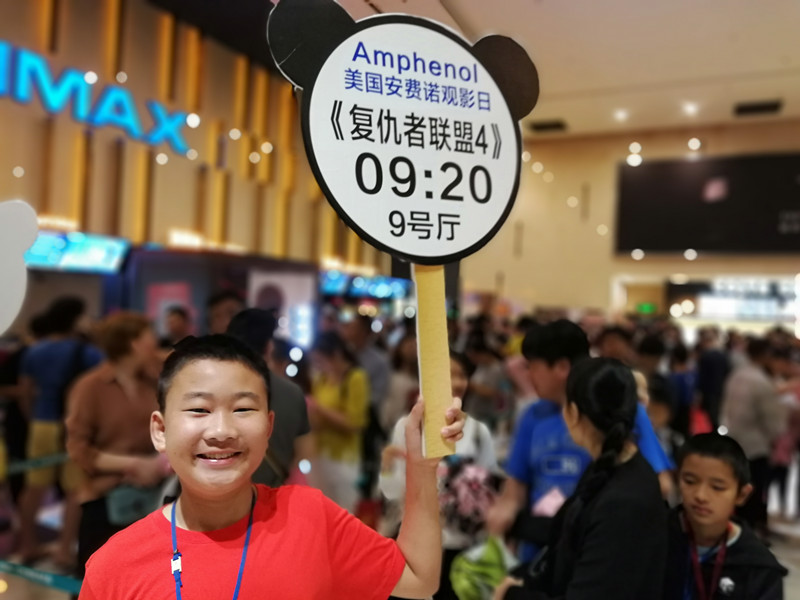 IMAX
Amphenol
美国安费诺观影日
《复仇者联盟4》
09:20
9号厅